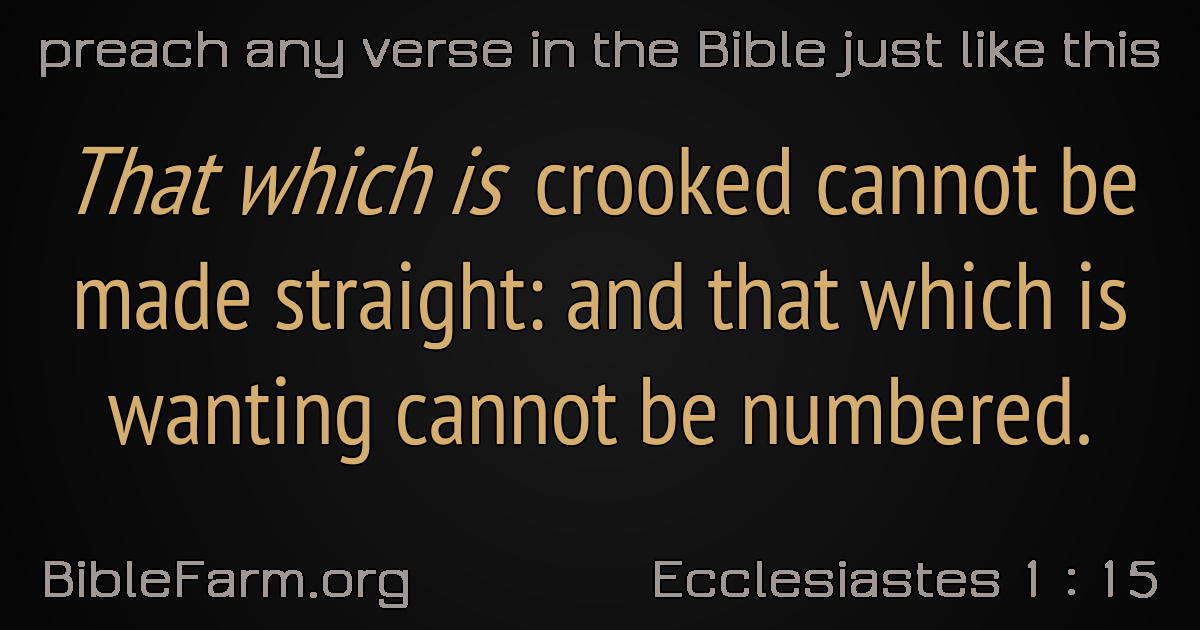 preach any verse in the Bible just like this
That which is crooked cannot be
made straight: and that which is
wanting cannot be numbered.
BibleFarm.org
Ecclesiastes 1 : 15